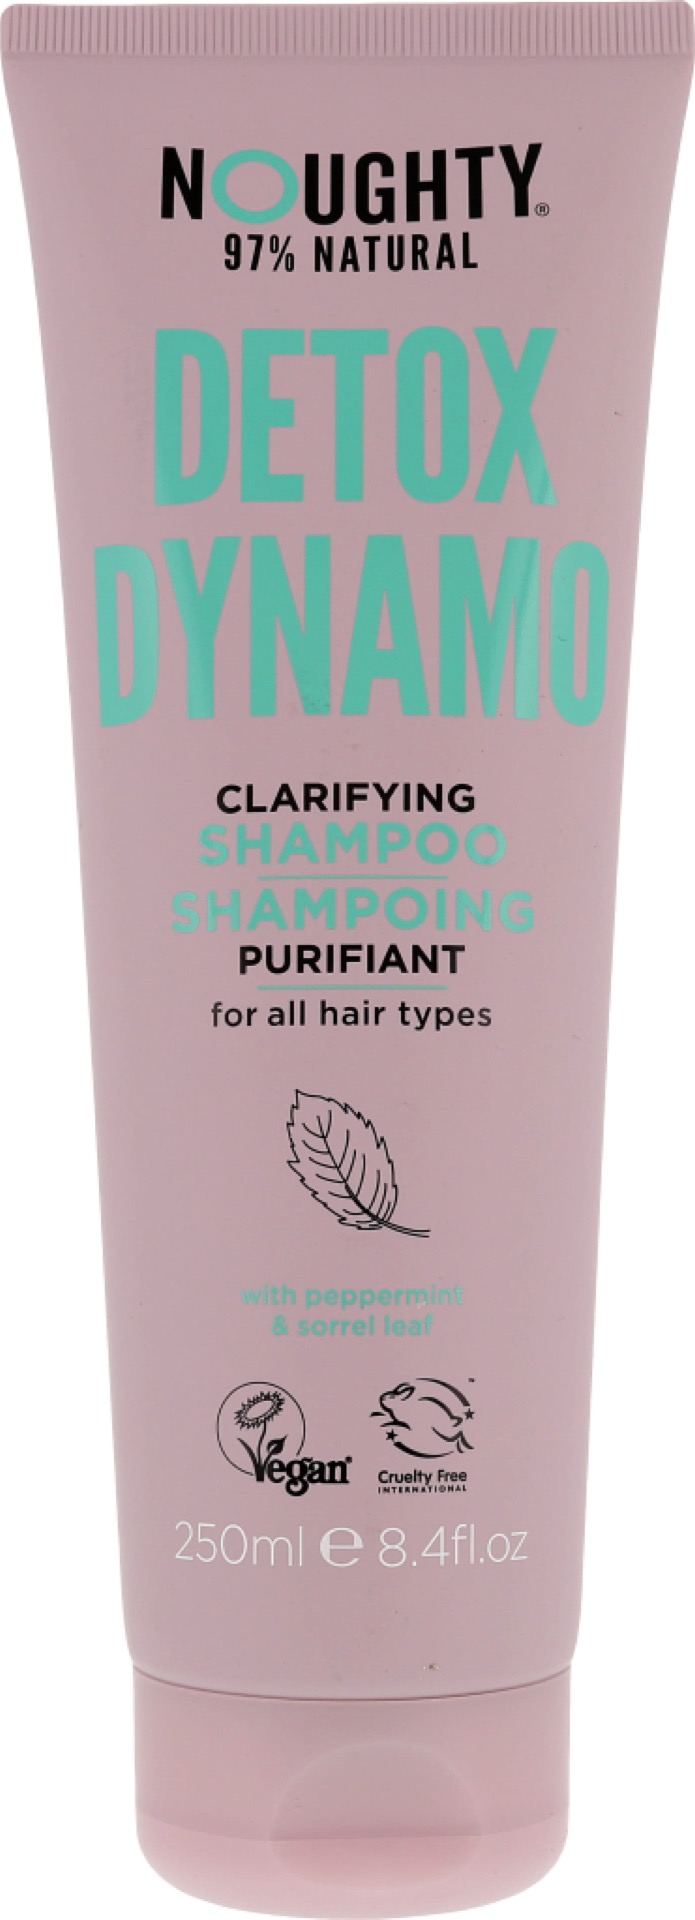 NOUGHTY®
97% NATURAL
DETOX
DYNAMO
CLARIFYING
SHAMPOO
SHAMPOING
PURIFIANT
for all hair types
with peppermint
& sorrel leaf
Vegan®
Cruelty Free™
INTERNATIONAL
250ml ℮ 8.4fl.oz